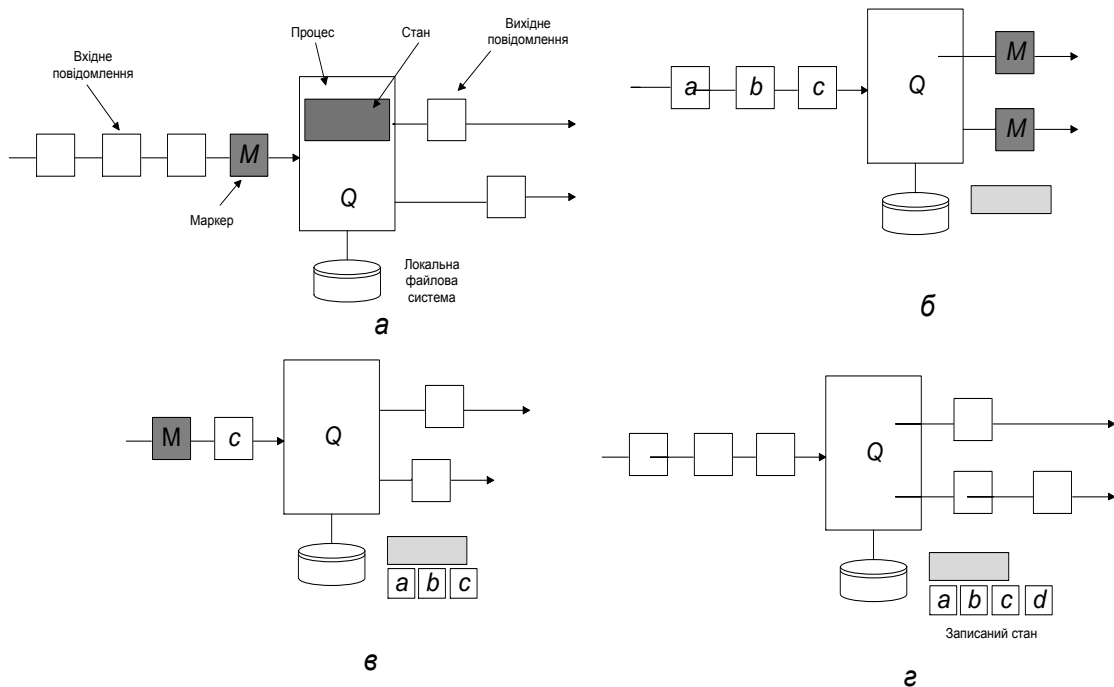 Вхідне
повідомлення
Процес
Стан
Вихідне
повідомлення
M
Маркер
Q
Локальна
файлова
система
а
a b c
Q
M
M
б
M c
Q
a b c
в
Q
a b c d
Записаний стан
г